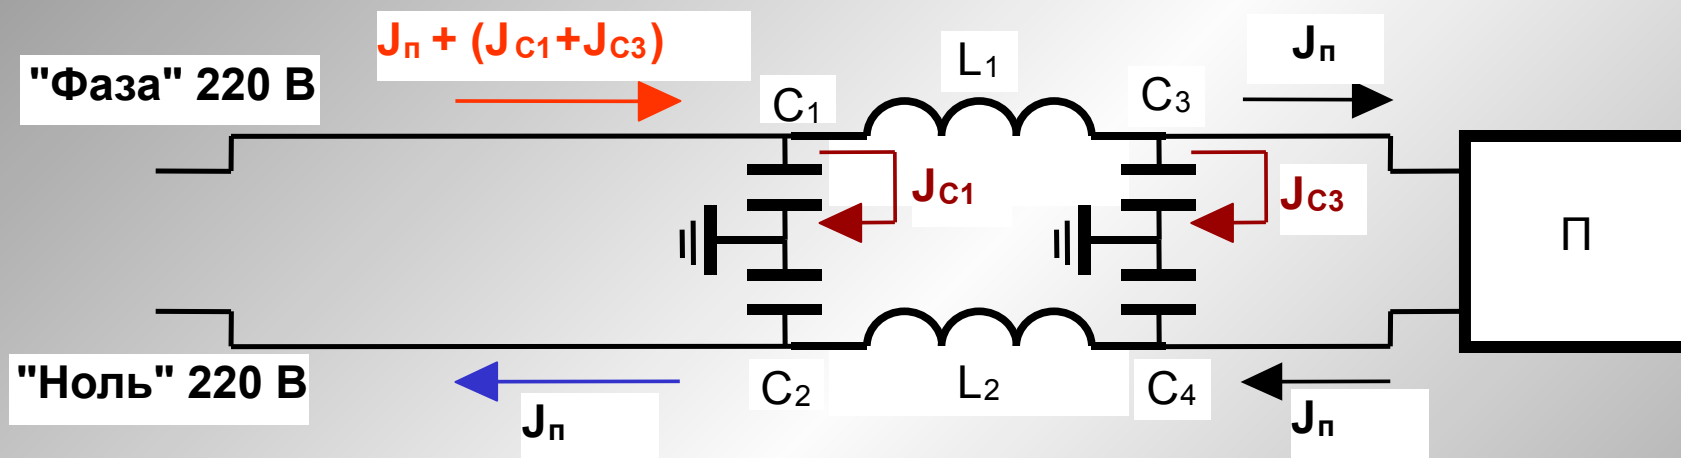 Jп + (JC1+JC3)
"Фаза" 220 В
C1
L1
C3
Jп
JC1
JC3
П
"Ноль" 220 В
Jп
C2
L2
C4
Jп